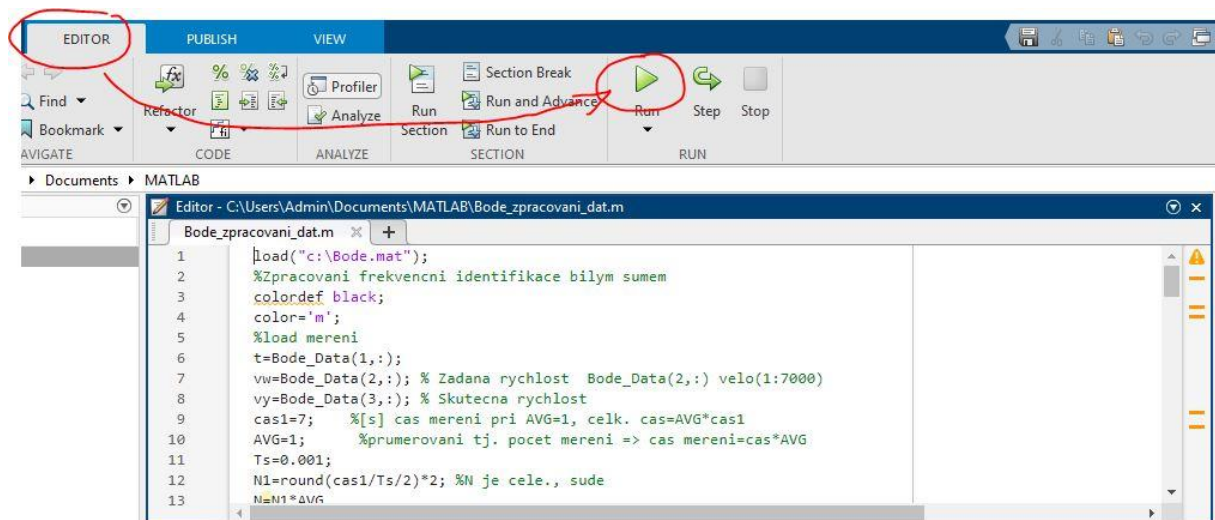 EDITOR PUBLISH VIEW
Find
Refactor
Profiler
Section Break
Bookmark
Analyze
Run Section
Run and Advance
Run to End
Run Step Stop
CODE ANALYZE SECTION RUN
Documents MATLAB
Editor - C:\Users\Admin\Documents\MATLAB\Bode_zpracovani_dat.m
Bode_zpracovani_dat.m
1 load("c:\Bode.mat");
2 %Zpracovani frekvencni identifikace bilym sumem
3 colordef black;
4 color='m';
5 %load mereni
6 t=Bode_Data(1,:);
7 vw=Bode_Data(2,:); % Zadana rychlost Bode_Data(2,:) velo(1:7000)
8 vy=Bode_Data(3,:); % Skutecna rychlost
9 cas1=7; %[s] cas mereni pri AVG=1, celk. cas=AVG*cas1
10 AVG=1; %prumerovani tj. pocet mereni => cas mereni=cas*AVG
11 Ts=0.001;
12 N1=round(cas1/Ts/2)*2; %N je cele., sude
13 N=N1*AVG